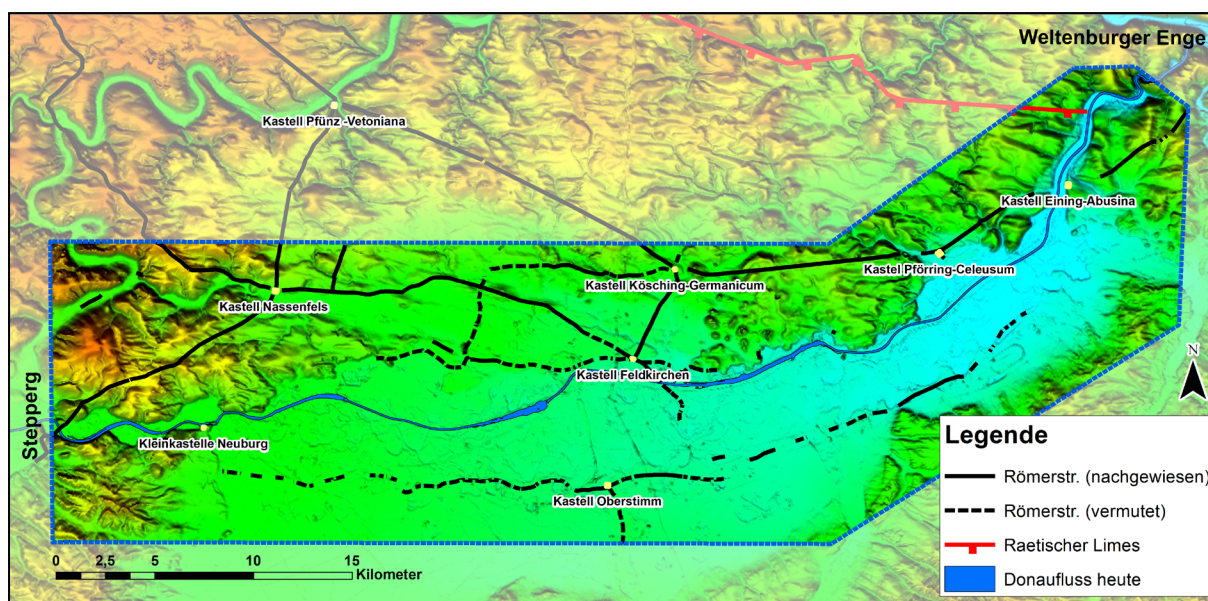 Weltenburger Enge
Kastell Pfünz -Vetoniana
Kastell Eining-Abusina
Kastel Pförring-Celeusum
Kastell Kösching-Germanicum
Kastell Nassenfels
Kastell Feldkirchen
Stepperg
Kleinkastelle Neuburg
Kastell Oberstimm
N
Legende
Römerstr. (nachgewiesen)
Römerstr. (vermutet)
Raetischer Limes
Donaufluss heute
0 2,5 5 10 15
Kilometer